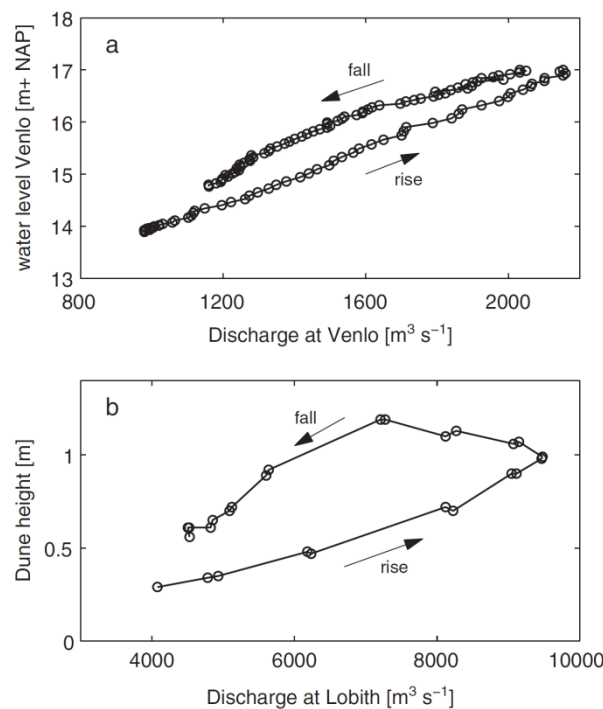 a
water level Venlo [m+ NAP]
18
17
16
15
14
13
fall
rise
800
1200
1600
2000
Discharge at Venlo [m³ s⁻¹]
b
Dune height [m]
1
0.5
0
fall
rise
4000
6000
8000
10000
Discharge at Lobith [m³ s⁻¹]